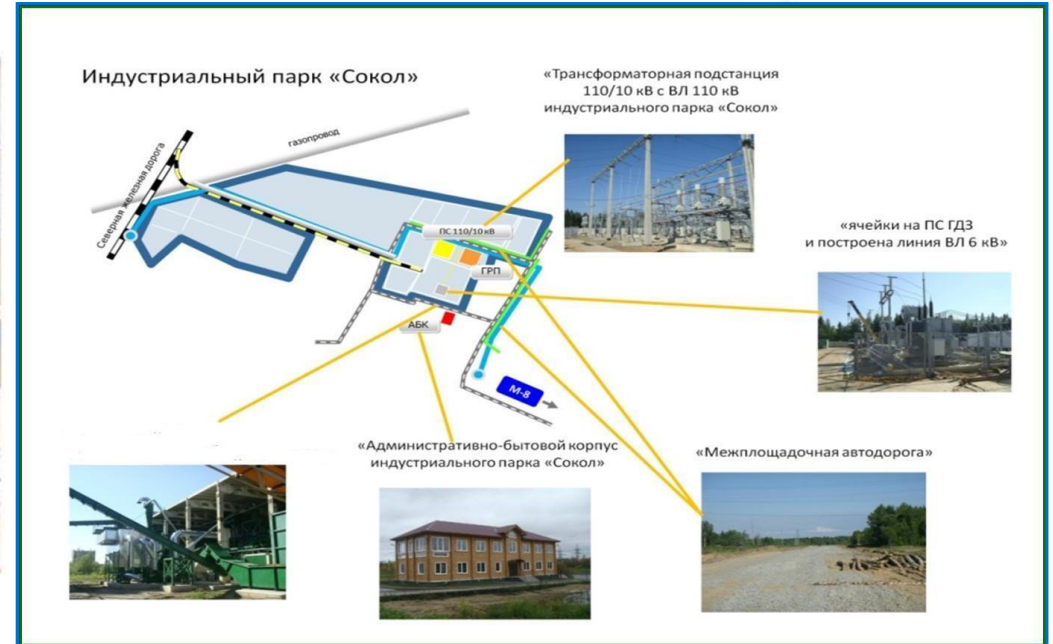 Индустриальный парк «Сокол»
«Трансформаторная подстанция
110/10 кВ с ВЛ 110 кВ
индустриального парка «Сокол»
газопровод
Северная железная дорога
ПС 110/10 кВ
ГРП
АБК
М-8
«ячейки на ПС ГДЗ
и построена линия ВЛ 6 кВ»
«Административно-бытовой корпус
индустриального парка «Сокол»
«Межплощадочная автодорога»